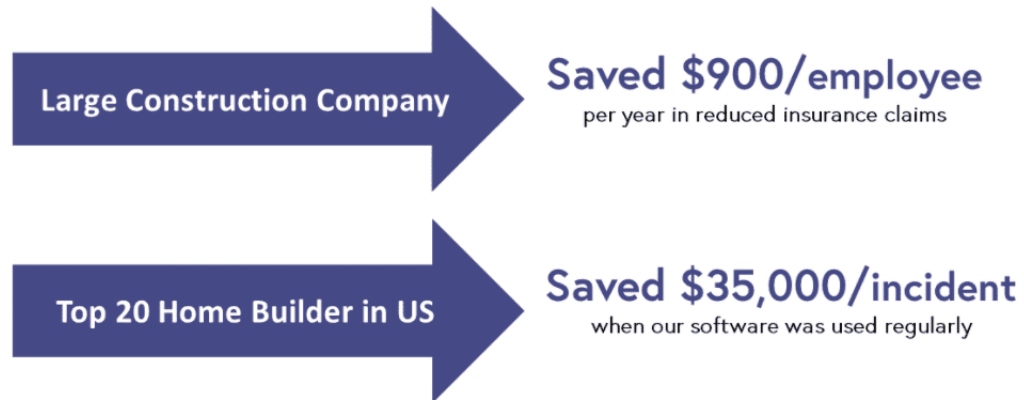 Large Construction Company
Saved $900/employee
per year in reduced insurance claims
Top 20 Home Builder in US
Saved $35,000/incident
when our software was used regularly